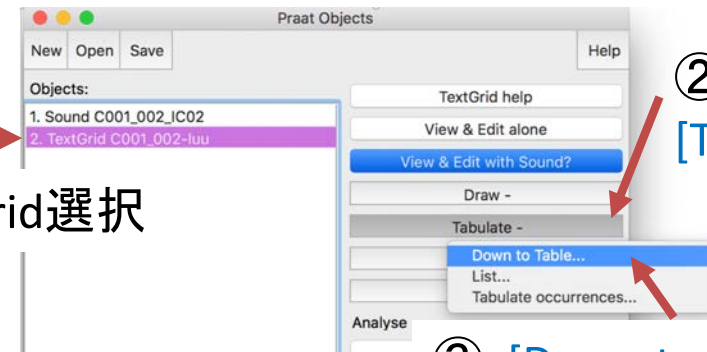 Praat Objects
New Open Save Help
Objects:
1. Sound C001_002_IC02
2. TextGrid C001_002-luu
TextGrid help
View & Edit alone
View & Edit with Sound?
Draw -
Tabulate -
Down to Table...
List...
Tabulate occurrences...
Analyse
rid選択
②
[T